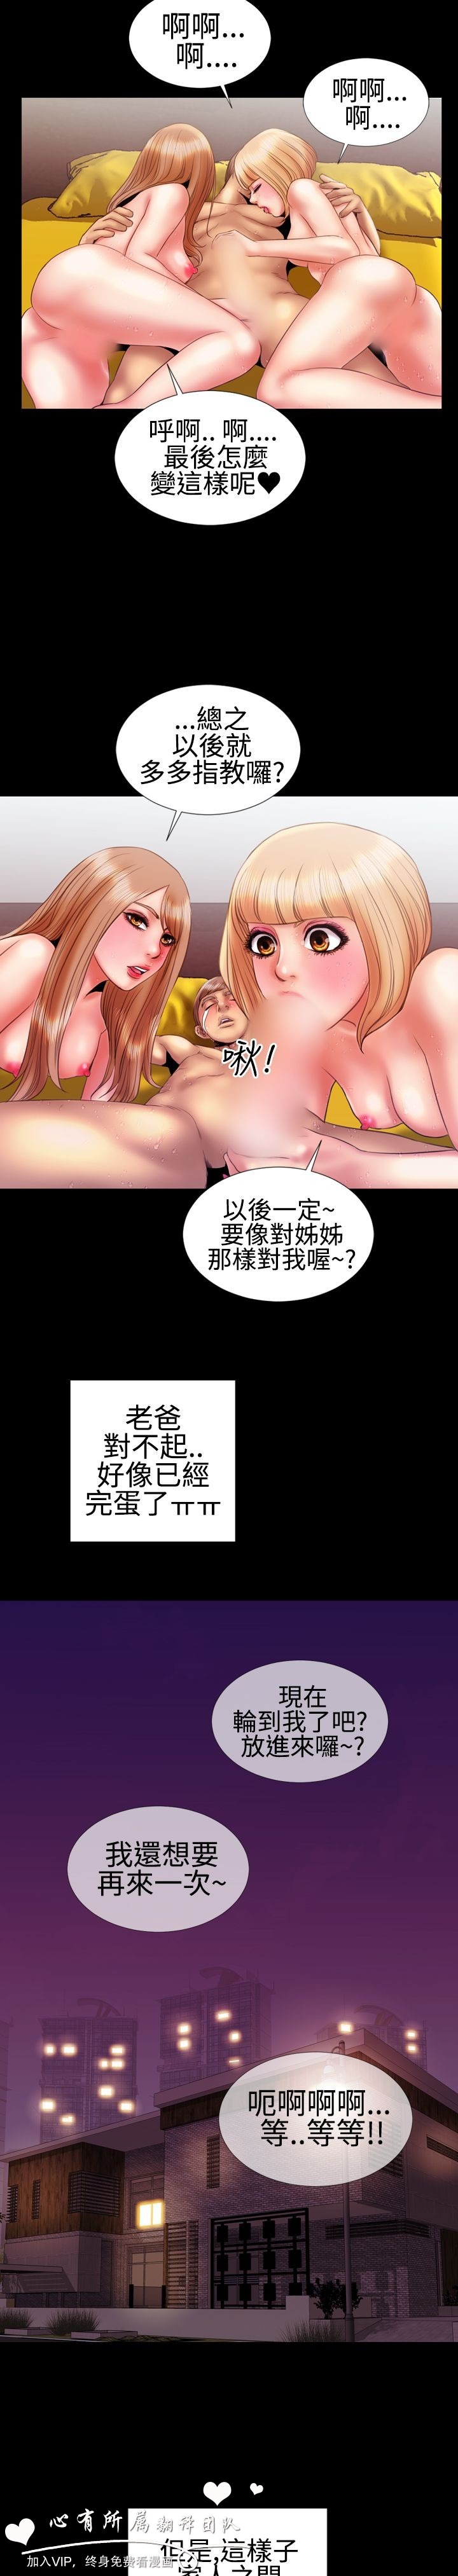 啊啊...
啊....
啊啊...
啊....
呼啊.. 啊....
最後怎麼
變這樣呢♥
...總之
以後就
多多指教囉?
啾!
以後一定~
要像對姊姊
那樣對我喔~?
老爸
對不起..
好像已經
完蛋了ㅠㅠ
現在
輪到我了吧?
放進來囉~?
我還想要
再來一次~
呃啊啊啊...
等..等等!!
心有所属翻译团队
加入VIP，终身免费看漫画
但是,這樣子